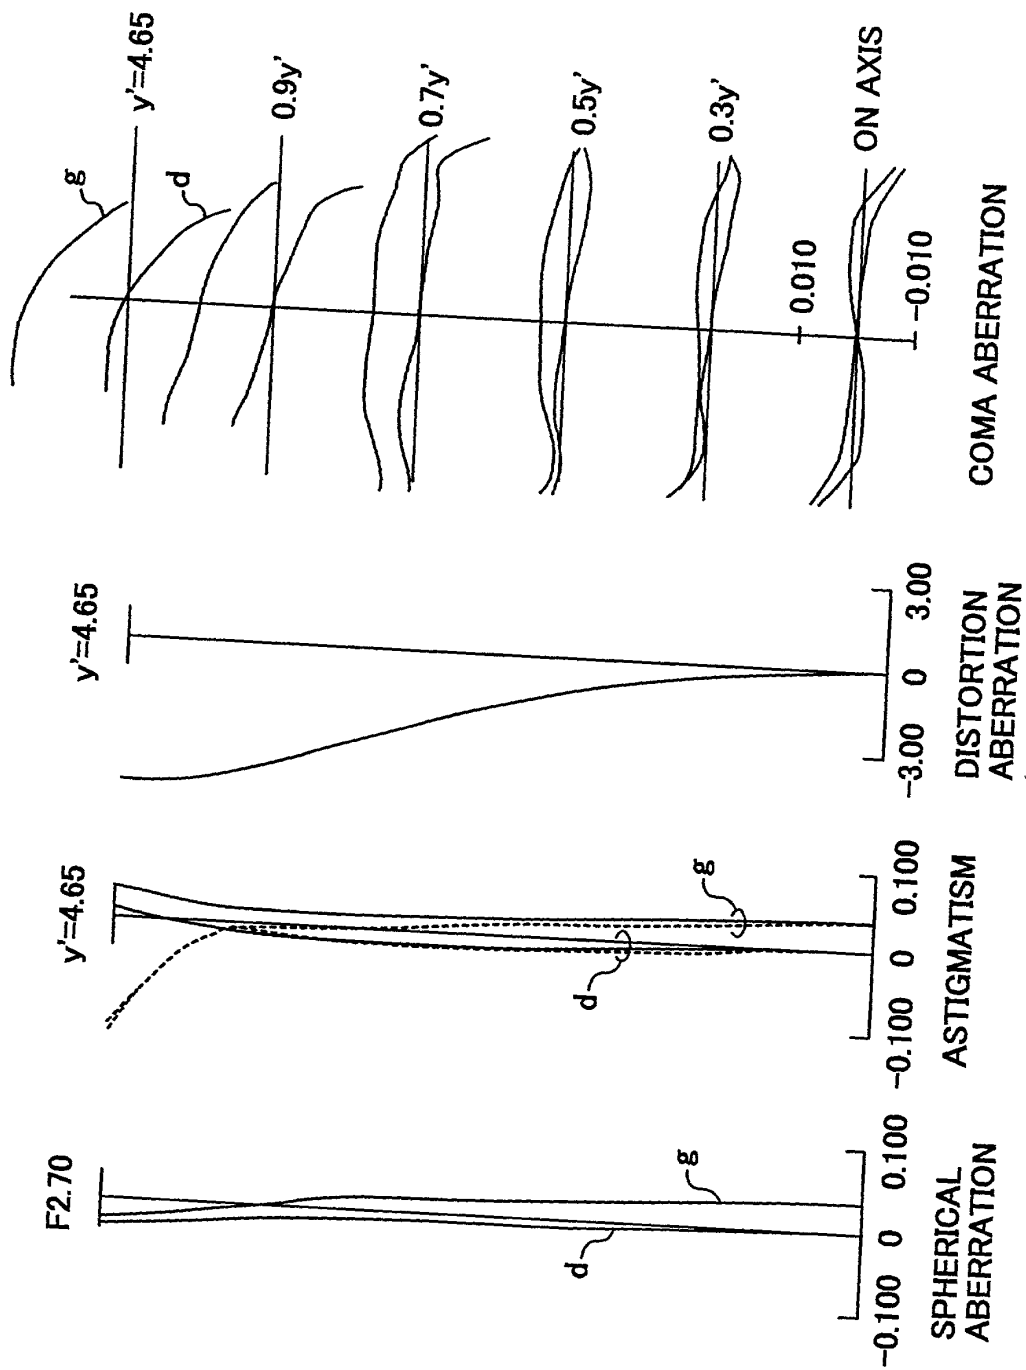 F2.70
g
d
-0.100
0
0.100
SPHERICAL
ABERRATION
y'=4.65
g
d
-0.100
0
0.100
ASTIGMATISM
y'=4.65
-3.00
0
3.00
DISTORTION
ABERRATION
g
y'=4.65
d
0.9y'
0.7y'
0.5y'
0.3y'
0.010
ON AXIS
-0.010
COMA ABERRATION